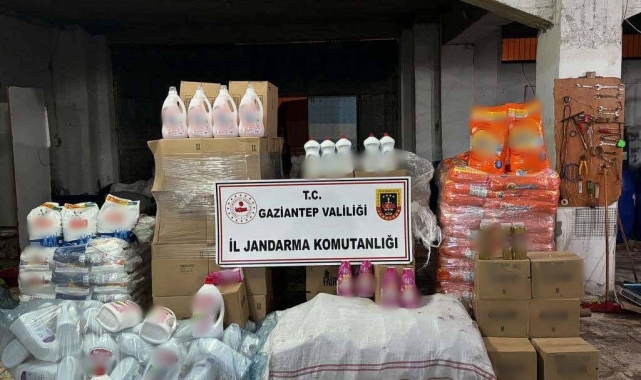 T.C.
GAZİANTEP VALİLİĞİ
İL JANDARMA KOMUTANLIĞI